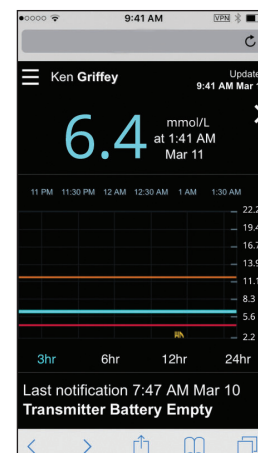 9:41 AM
VPN
Ken Griffey
Update
9:41 AM Mar 1
6.4
mmol/L
at 1:41 AM
Mar 11
11 PM 11:30 PM 12 AM 12:30 AM 1 AM 1:30 AM
22.2
19.4
16.7
13.9
11.1
8.3
5.6
2.2
3hr 6hr 12hr 24hr
Last notification 7:47 AM Mar 10
Transmitter Battery Empty